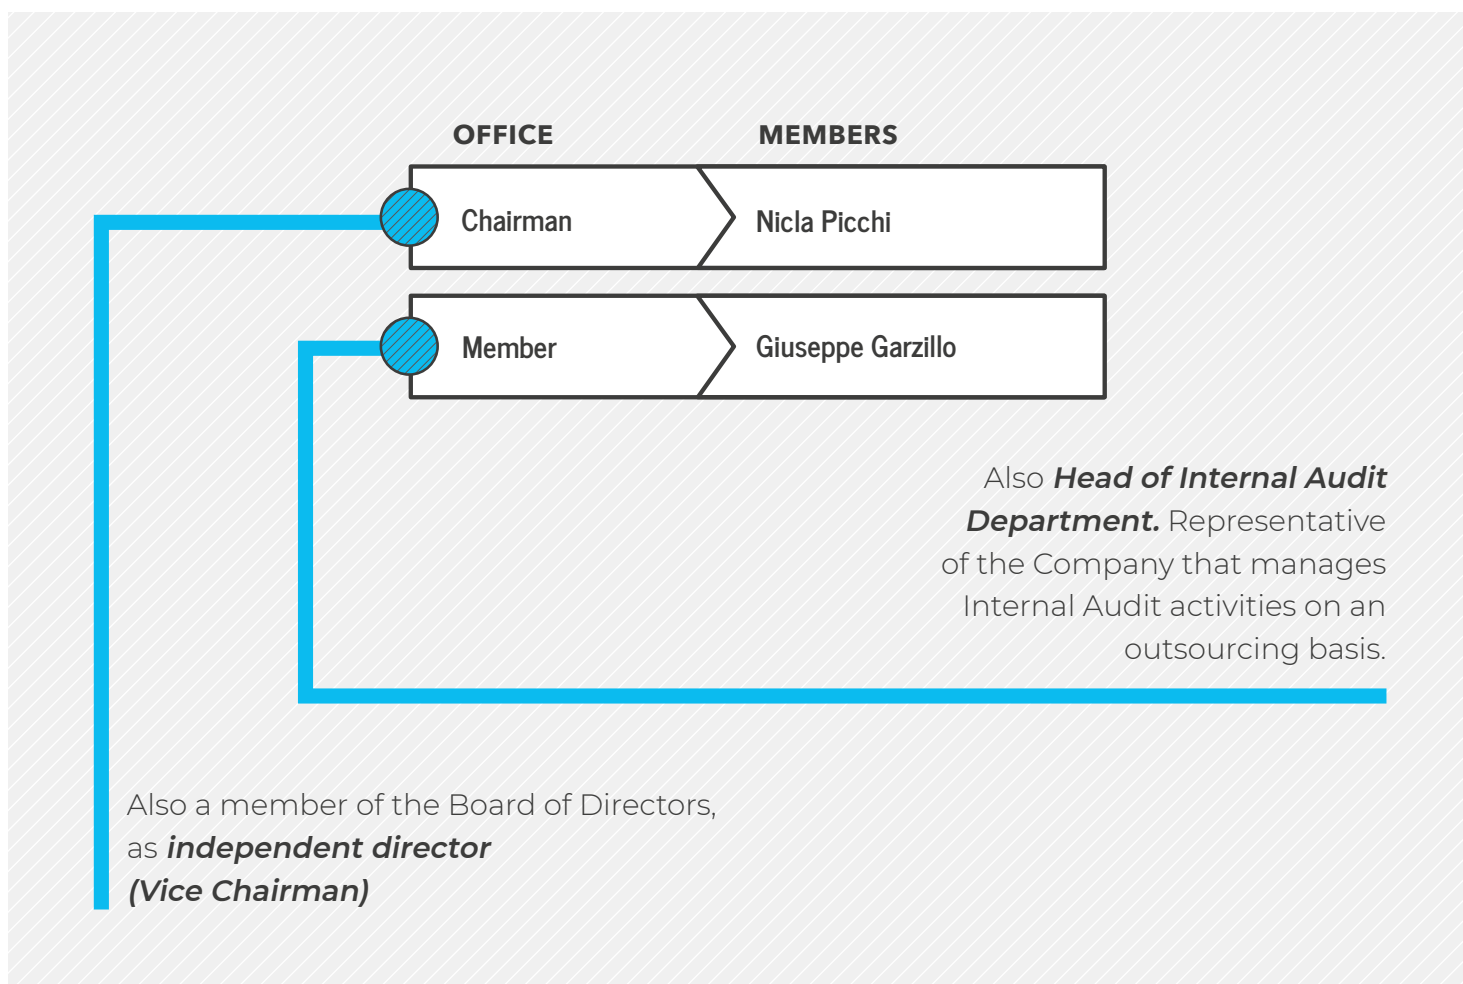 OFFICE MEMBERS
Chairman Nicla Picchi
Member Giuseppe Garzillo
Also Head of Internal Audit
Department. Representative
of the Company that manages
Internal Audit activities on an
outsourcing basis.
Also a member of the Board of Directors,
as independent director
(Vice Chairman)